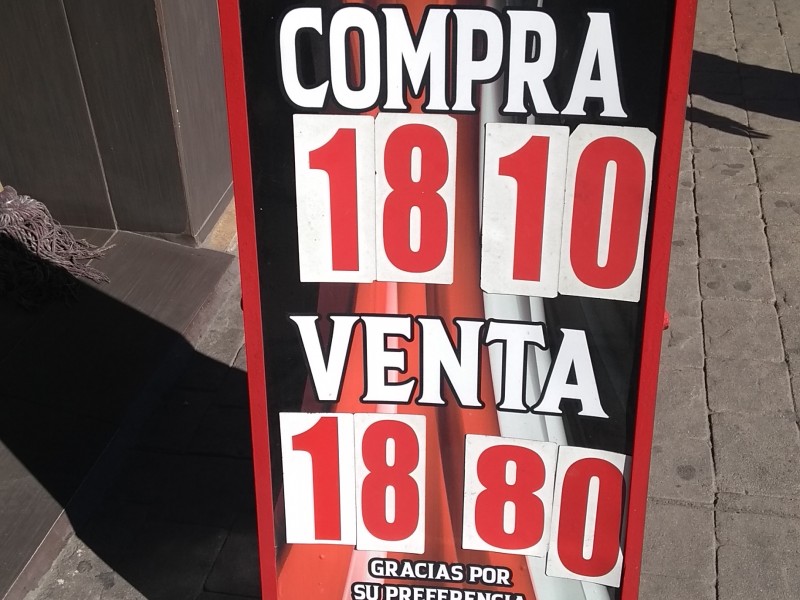 COMPRA
18 10
VENTA
18 80
GRACIAS POR
SU PREFERENCIA